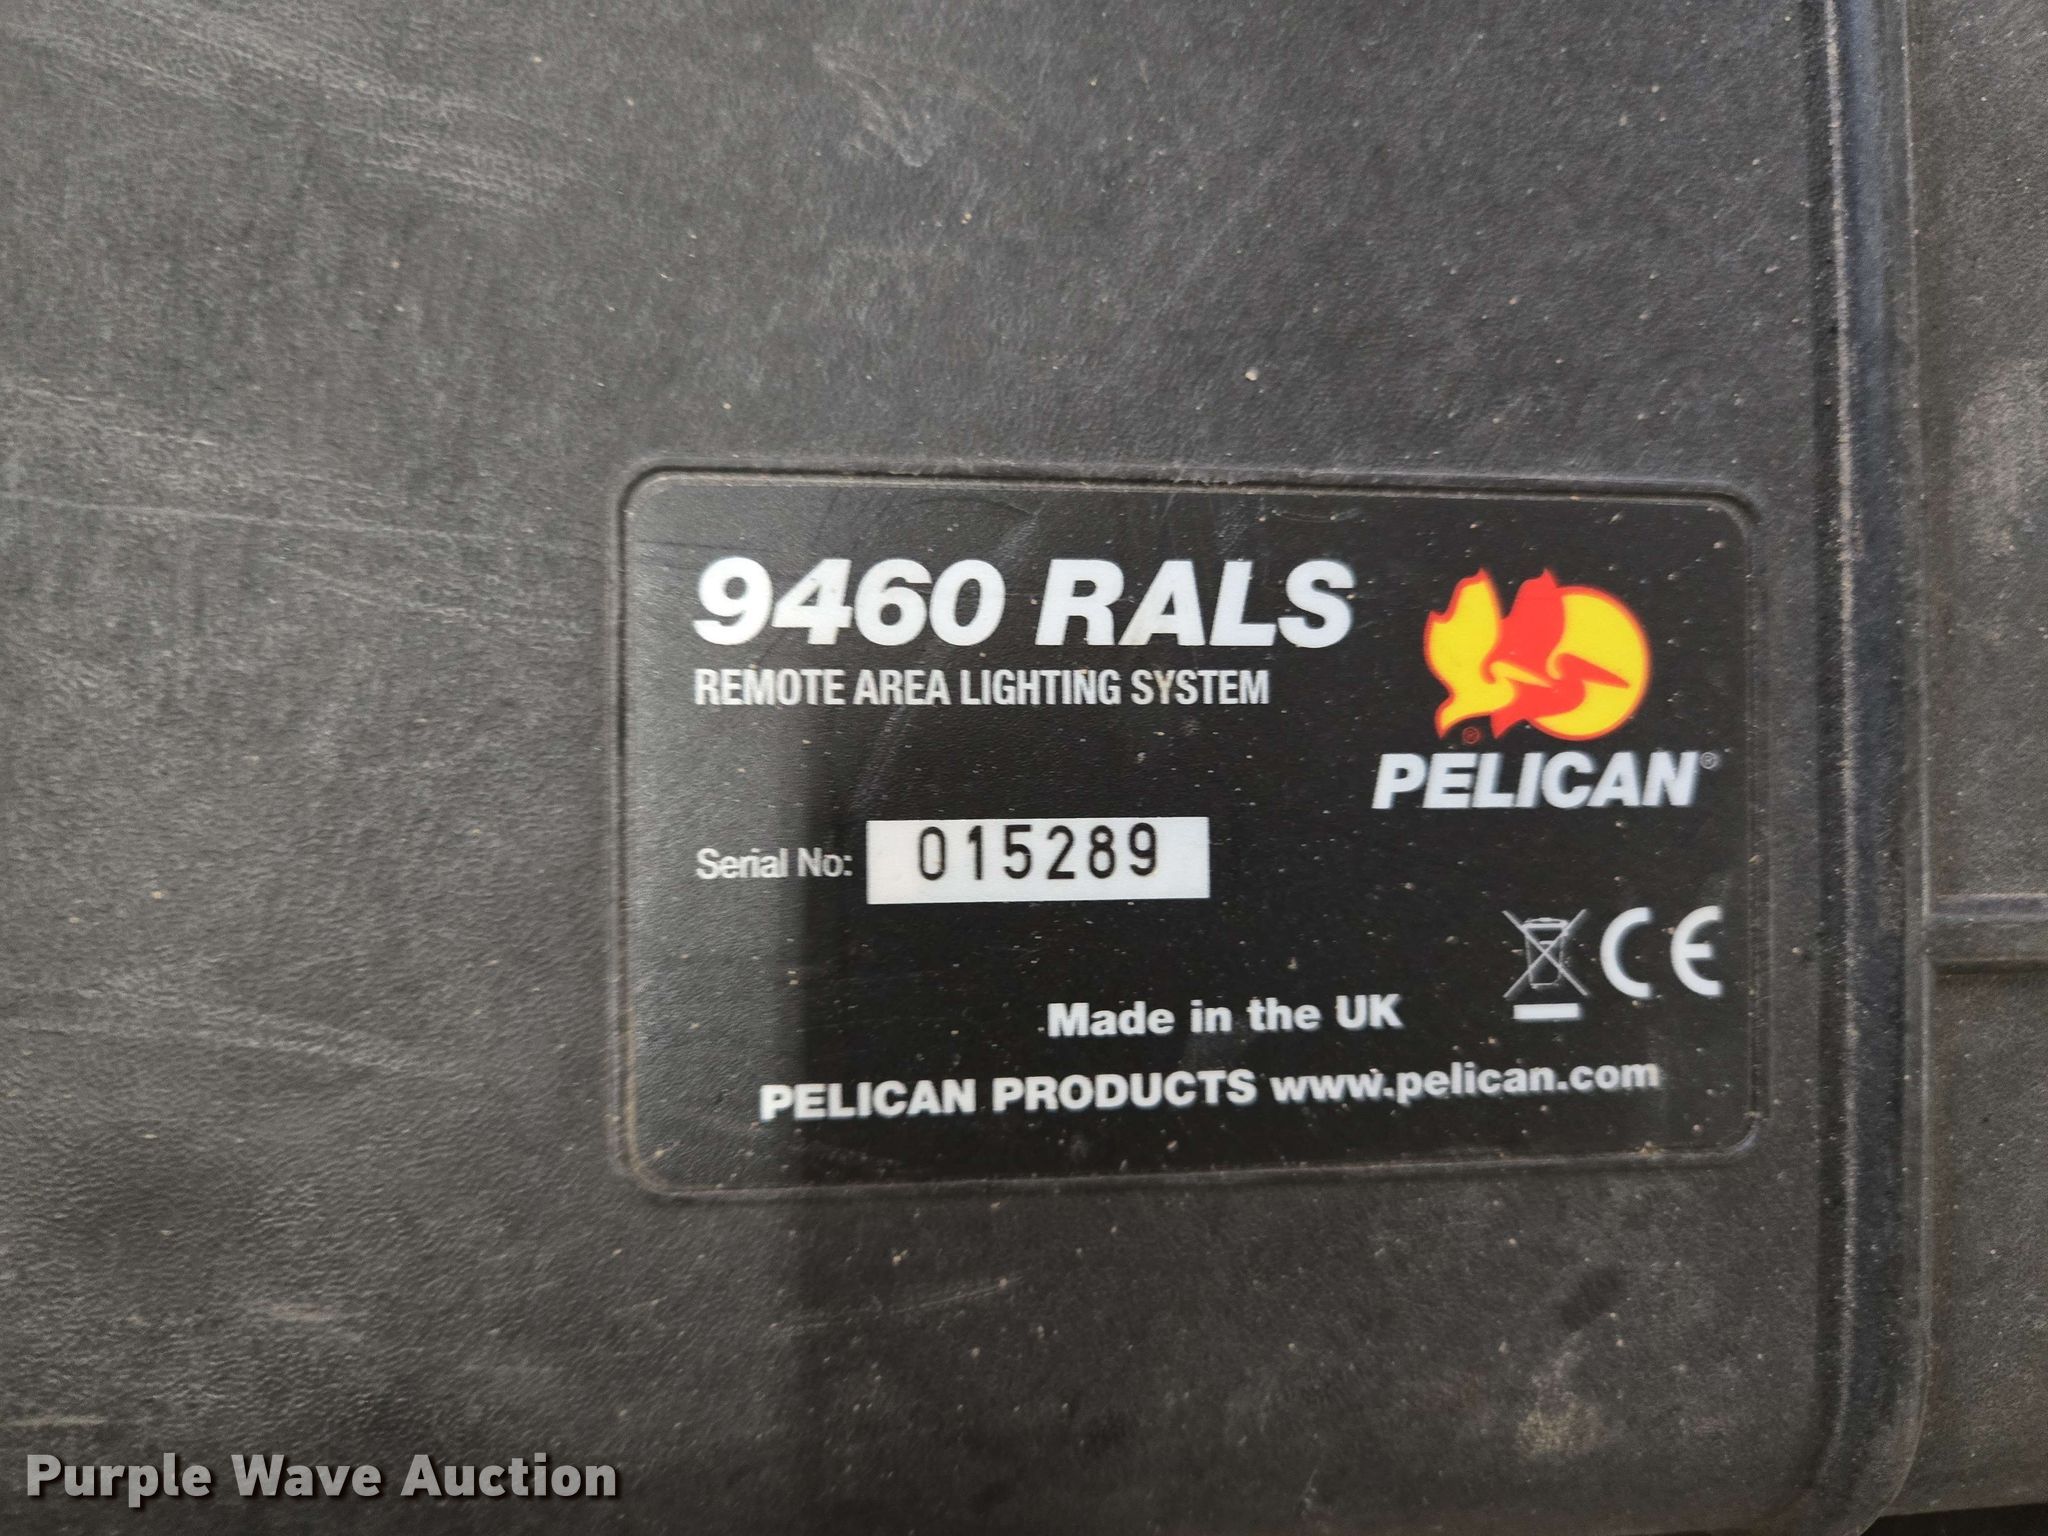 9460 RALS
REMOTE AREA LIGHTING SYSTEM
®
PELICAN®
Serial No: 015289
CE
Made in the UK
PELICAN PRODUCTS www.pelican.com
Purple Wave Auction